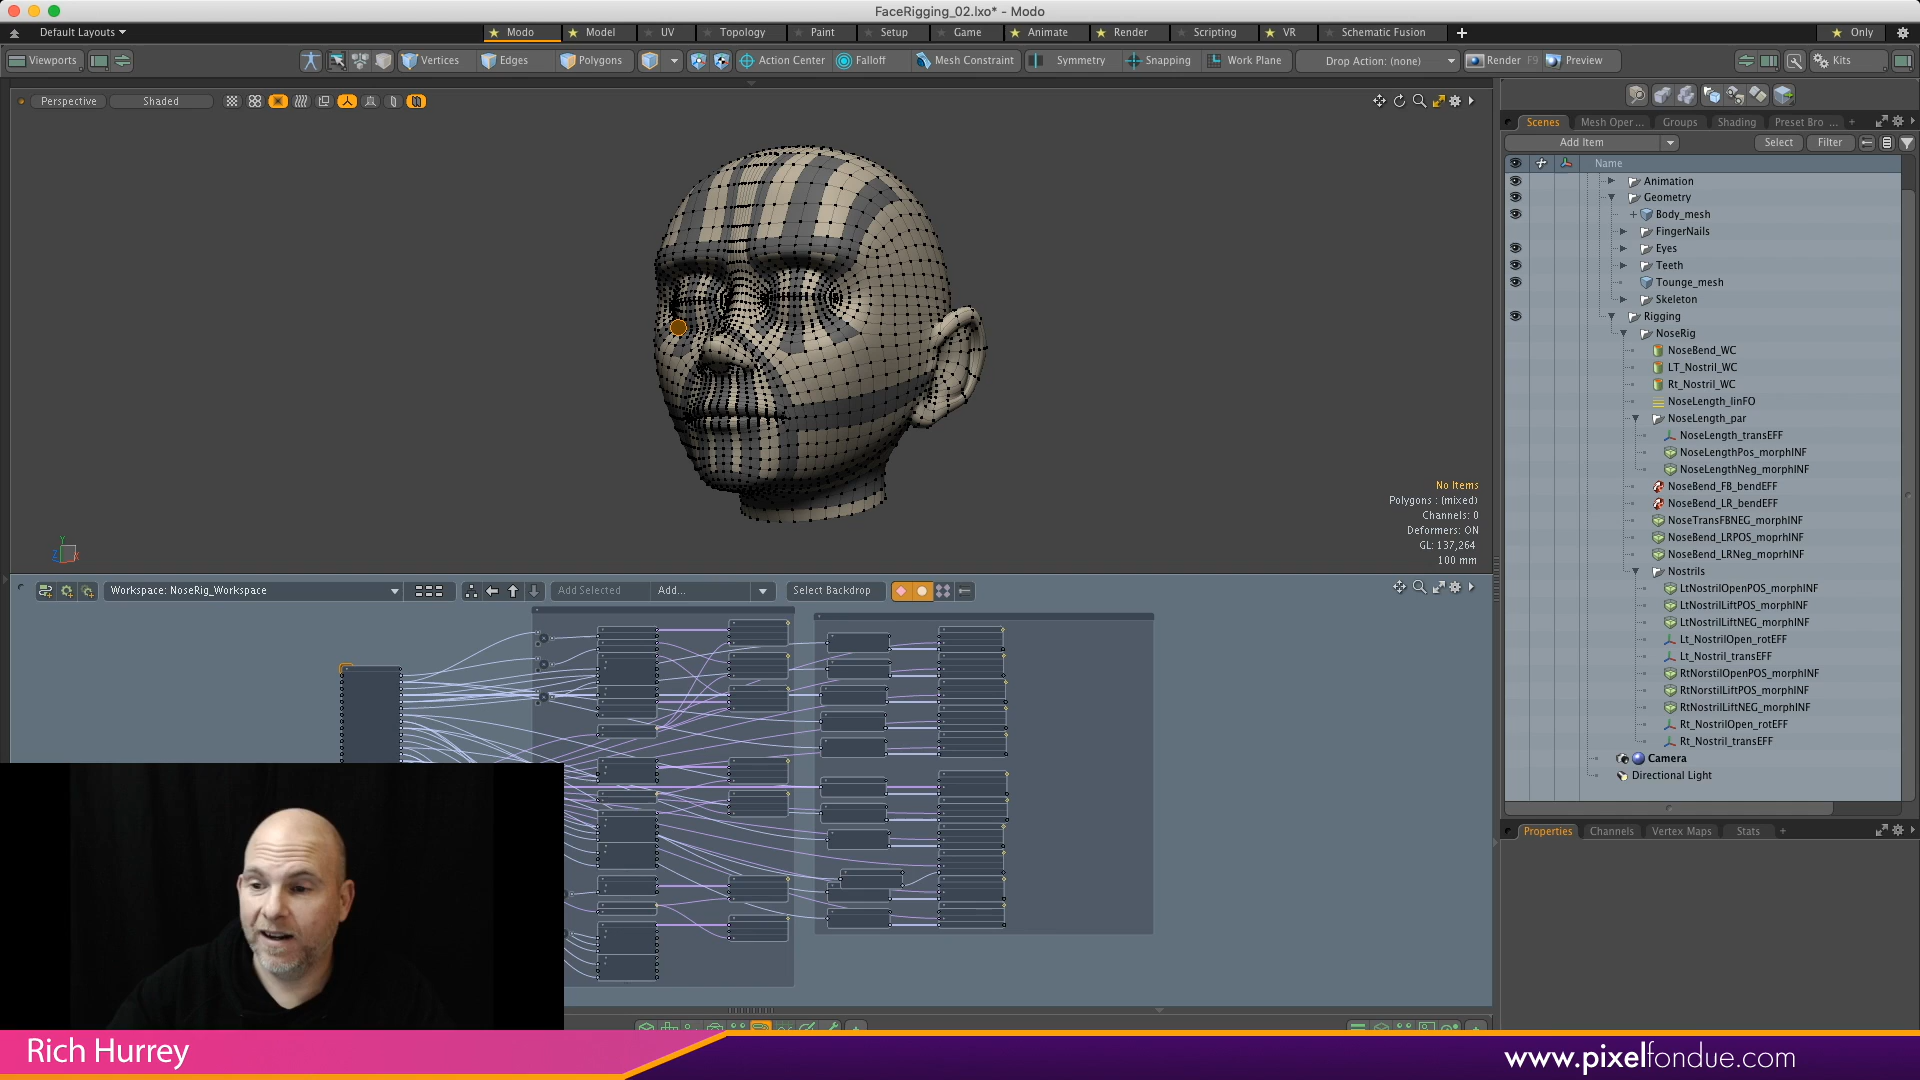 FaceRigging_02.lxo* - Modo
Default Layouts
Modo
Model
UV
Topology
Paint
Setup
Game
Animate
Render
Scripting
VR
Schematic Fusion
+
Only
Viewports
Vertices
Edges
Polygons
Action Center
Falloff
Mesh Constraint
Symmetry
Snapping
Work Plane
Drop Action: (none)
Render F9
Preview
Kits
Perspective
Shaded
No Items
Polygons : (mixed)
Channels: 0
Deformers: ON
GL: 137,264
100 mm
Y
Z
X
Workspace: NoseRig_Workspace
Add Selected
Add...
Select Backdrop
Scenes
Mesh Oper ...
Groups
Shading
Preset Bro ...
+
Add Item
Select
Filter
Name
Animation
Geometry
Body_mesh
FingerNails
Eyes
Teeth
Tounge_mesh
Skeleton
Rigging
NoseRig
NoseBend_WC
LT_Nostril_WC
Rt_Nostril_WC
NoseLength_linFO
NoseLength_par
NoseLength_transEFF
NoseLengthPos_morphINF
NoseLengthNeg_morphINF
NoseBend_FB_bendEFF
NoseBend_LR_bendEFF
NoseTransFBNEG_morphINF
NoseBend_LRPOS_moprhINF
NoseBend_LRNeg_moprhINF
Nostrils
LtNostrilOpenPOS_morphINF
LtNostrilLiftPOS_morphINF
LtNostrilLiftNEG_morphINF
Lt_NostrilOpen_rotEFF
Lt_Nostril_transEFF
RtNorstilOpenPOS_morphINF
RtNorstilLiftPOS_morphINF
RtNostrilLiftNEG_morphINF
Rt_NostrilOpen_rotEFF
Rt_Nostril_transEFF
Camera
Directional Light
Properties
Channels
Vertex Maps
Stats
+
Rich Hurrey
www.pixelfondue.com